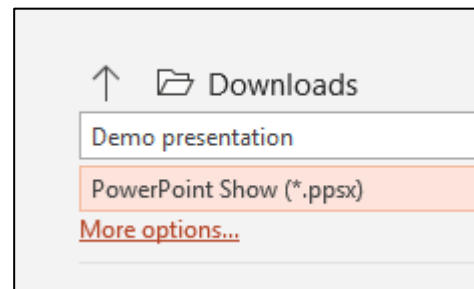 Downloads
Demo presentation
PowerPoint Show (*.ppsx)
More options...